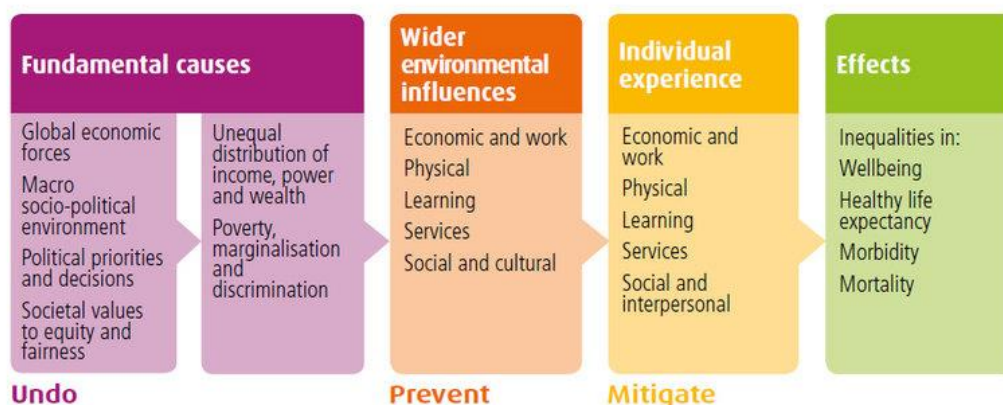 Fundamental causes
Global economic
forces
Macro
socio-political
environment
Political priorities
and decisions
Societal values
to equity and
fairness
Unequal
distribution of
income, power
and wealth
Poverty,
marginalisation
and
discrimination
Undo
Wider
environmental
influences
Economic and work
Physical
Learning
Services
Social and cultural
Prevent
Individual
experience
Economic and
work
Physical
Learning
Services
Social and
interpersonal
Mitigate
Effects
Inequalities in:
Wellbeing
Healthy life
expectancy
Morbidity
Mortality